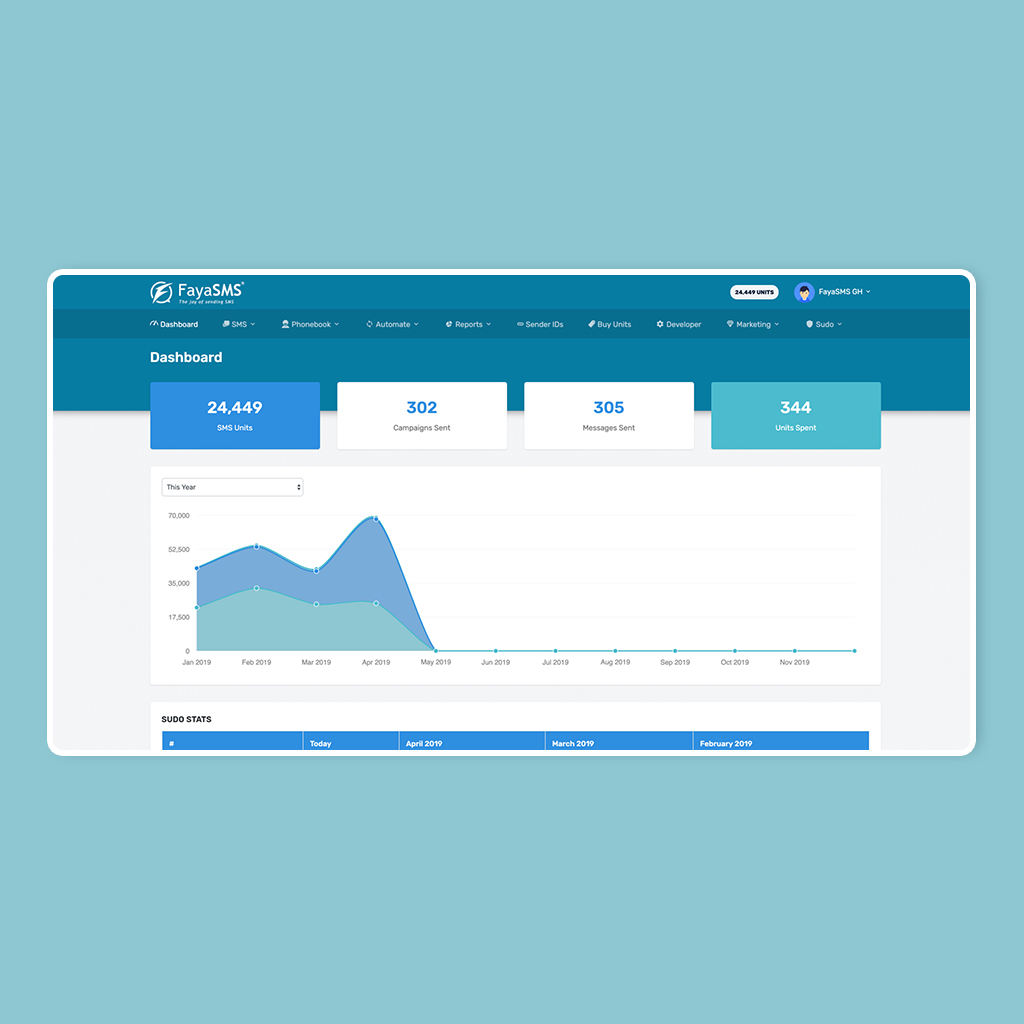 FayaSMS
The joy of sending SMS
24,449 UNITS
FayaSMS GH
Dashboard
SMS
Phonebook
Automate
Reports
Sender IDs
Buy Units
Developer
Marketing
Sudo
Dashboard
24,449
SMS Units
302
Campaigns Sent
305
Messages Sent
344
Units Spent
This Year
70,000
52,500
35,000
17,500
0
Jan 2019
Feb 2019
Mar 2019
Apr 2019
May 2019
Jun 2019
Jul 2019
Aug 2019
Sep 2019
Oct 2019
Nov 2019
SUDO STATS
#
Today
April 2019
March 2019
February 2019